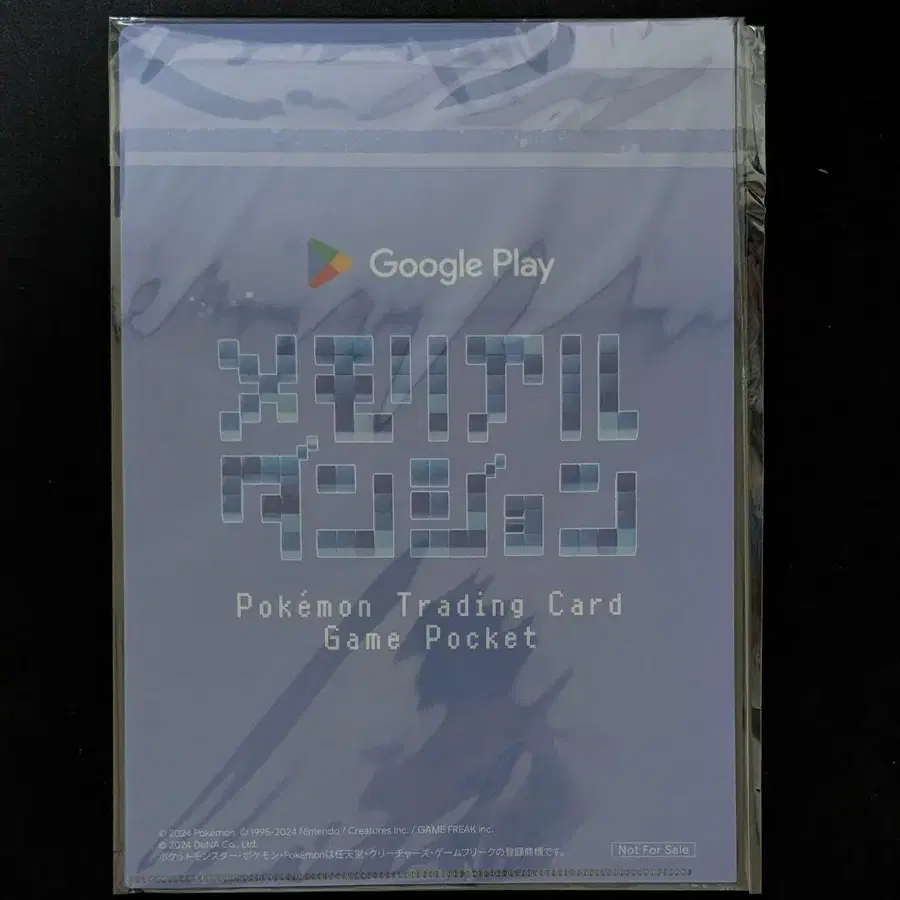 Google Play
メモリアル
ダンジョン
Pokémon Trading Card
Game Pocket
© 2024 Pokémon. © 1995-2024 Nintendo / Creatures Inc. / GAME FREAK inc.
© 2024 DeNA Co., Ltd.
ポケットモンスター・ポケモン・Pokémonは任天堂・クリーチャーズ・ゲームフリークの登録商標です。
Not For Sale